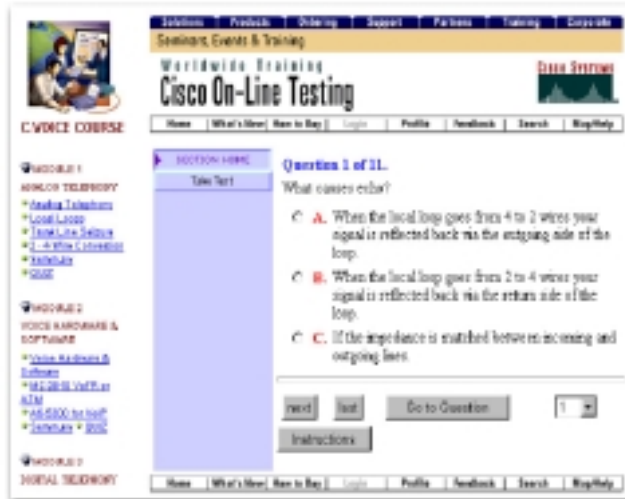 Solutions Products Ordering Support Partners Training Corporate
Seminars, Events & Training
Worldwide Training
Cisco On-Line Testing
Cisco Systems
CVOICE COURSE
Home What's New How to Buy Login Profile Feedback Search Map/Help
MODULE 1
ANALOG TELEPHONY
Analog Telephony
Local Loops
Trunk Line Seizure
2 - 4 Wire Conversion
Summary
QUIZ
MODULE 2
VOICE HARDWARE &
SOFTWARE
Voice Hardware &
Software
ATM
Summary QUIZ
MODULE 3
DIGITAL TELEPHONY
SECTION HOME
Take Test
Question 1 of 11.
What causes echo?
A. When the local loop goes from 4 to 2 wires your
signal is reflected back via the outgoing side of the
loop.
B. When the local loop goes from 2 to 4 wires your
signal is reflected back via the return side of the
loop.
C. If the impedance is matched between incoming and
outgoing lines.
next last Go to Question 1
Instructions
Home What's New How to Buy Login Profile Feedback Search Map/Help